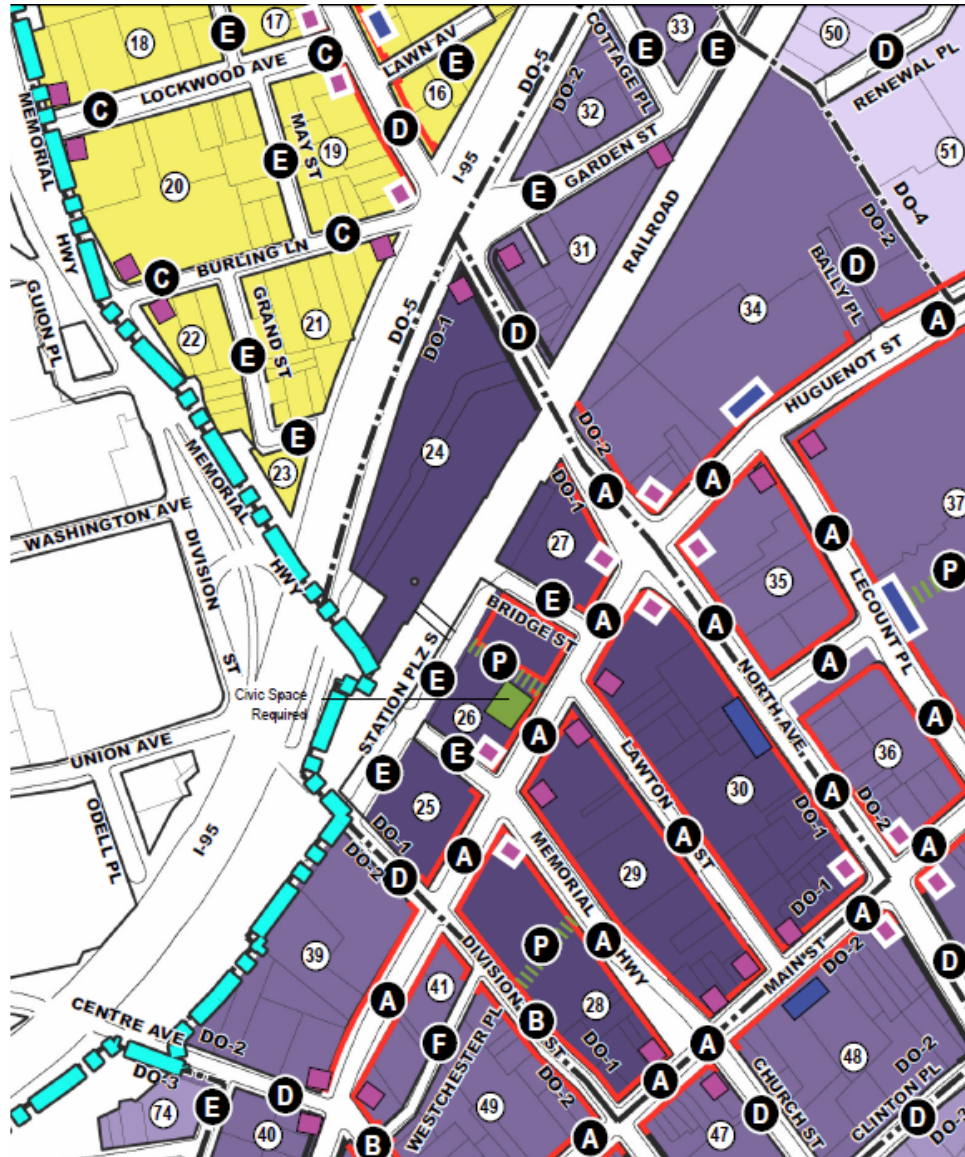 17
33
50
18
E
E
E
D
LAWN AV
COTTAGE PL
DO-5
DO-2
RENEWAL PL
LOCKWOOD AVE
C
C
E
16
32
MEMORIAL
HWY
MAY ST
19
D
I-95
GARDEN ST
51
E
20
E
RAILROAD
DO-4
DO-2
C
BURLING LN
31
BALLY PL
D
C
GUION PL
DO-5
DO-1
D
34
A
22
GRAND ST
21
HUGUENOT ST
E
E
24
DO-2
23
DO-1
A
A
MEMORIAL
HWY
WASHINGTON AVE
DIVISION
ST
27
A
37
35
P
LECOUNT PL
E
BRIDGE ST
A
A
P
E
A
Civic Space
Required
STATION PLZ S
26
NORTH AVE
A
UNION AVE
E
A
36
E
LAWTON
ST
30
25
A
DO-1
DO-2
ODELL PL
I-95
DO-1
DO-2
A
MEMORIAL
HWY
A
A
D
29
DO-1
A
39
DIVISION
ST
P
A
MAIN ST
DO-2
D
41
A
B
28
CENTRE AVE
DO-2
F
DO-1
A
48
DO-2
DO-3
D
WESTCHESTER PL
DO-2
A
CHURCH ST
CLINTON PL
74
E
49
D
D
40
B
A
47
DO-3